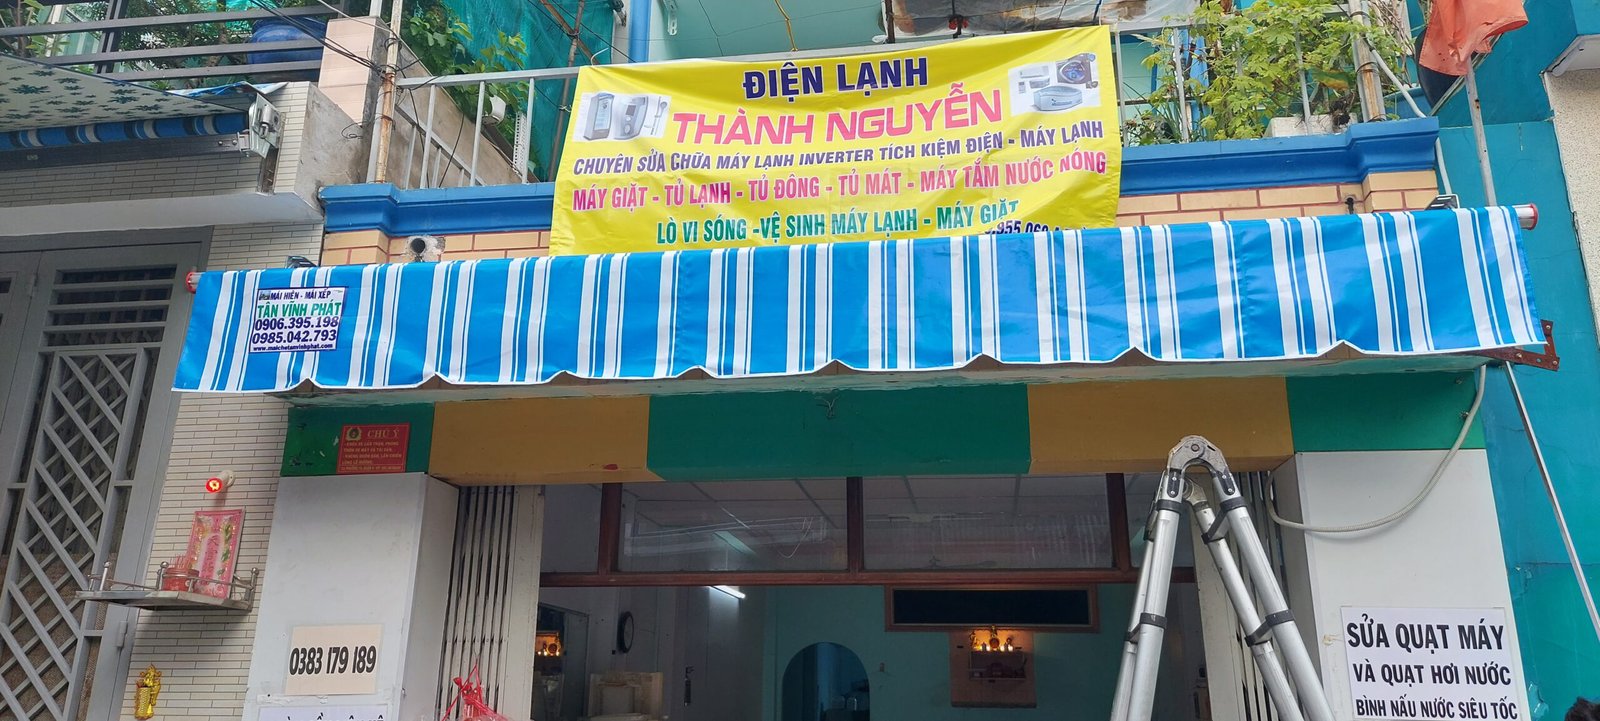 ĐIỆN LẠNH
THÀNH NGUYỄN
CHUYÊN SỬA CHỮA MÁY LẠNH INVERTER TÍCH KIỆM ĐIỆN - MÁY LẠNH
MÁY GIẶT - TỦ LẠNH - TỦ ĐÔNG - TỦ MÁT - MÁY TẮM NƯỚC NÓNG
LÒ VI SÓNG -VỆ SINH MÁY LẠNH - MÁY GIẶT
MÁI HIÊN - MÁI XẾP
TÂN VĨNH PHÁT
0906.395.198
0985.042.793
www.maichetanvinhphat.com
CHÚ Ý
0383 179 189
SỬA QUẠT MÁY
VÀ QUẠT HƠI NƯỚC
BÌNH NẤU NƯỚC SIÊU TỐC